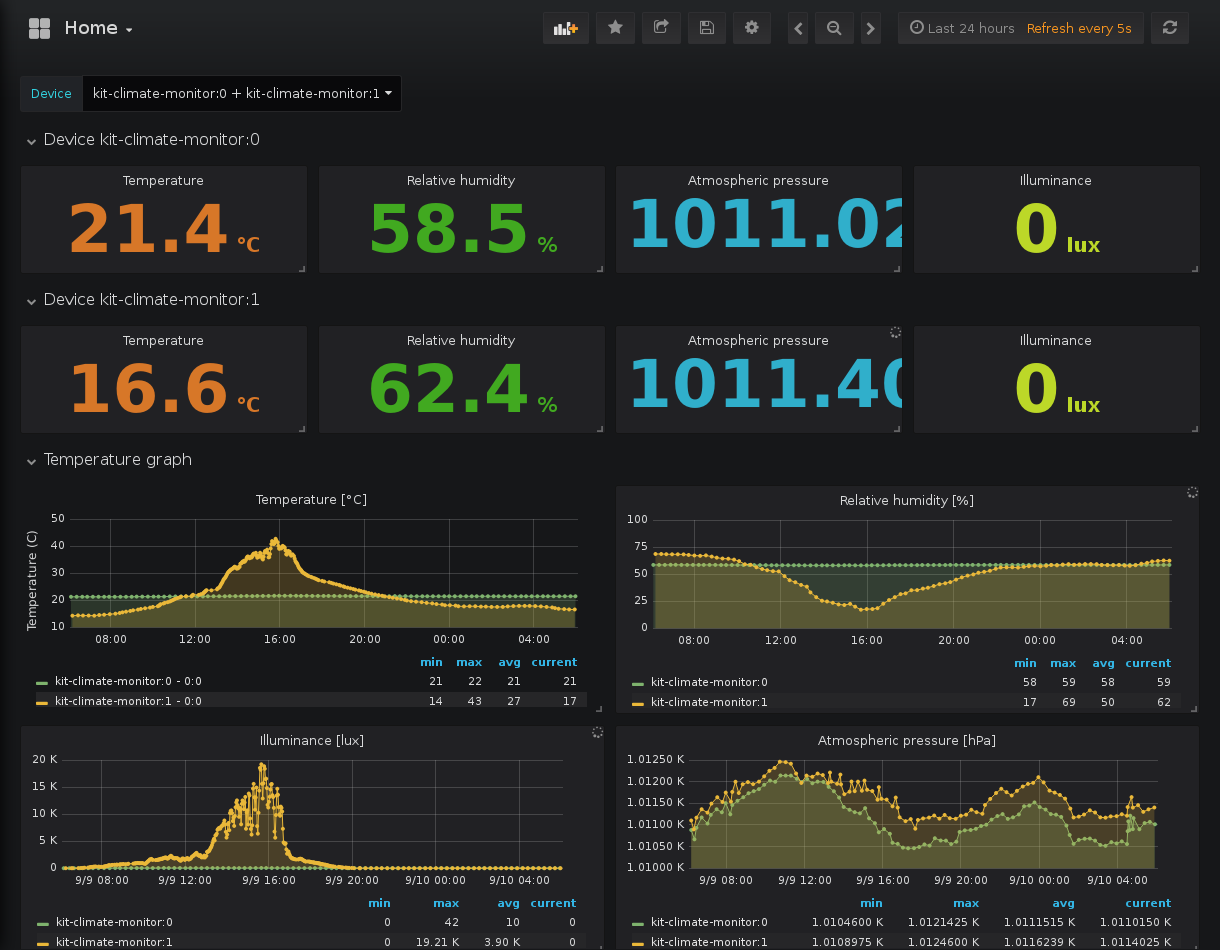 Home
Last 24 hours Refresh every 5s
Device kit-climate-monitor:0 + kit-climate-monitor:1
Device kit-climate-monitor:0
Temperature Relative humidity Atmospheric pressure Illuminance
21.4 °C 58.5 % 1011.02 0 lux
Device kit-climate-monitor:1
Temperature Relative humidity Atmospheric pressure Illuminance
16.6 °C 62.4 % 1011.40 0 lux
Temperature graph
Temperature [°C]
Temperature (C)
50
40
30
20
10
08:00 12:00 16:00 20:00 00:00 04:00
min max avg current
kit-climate-monitor:0 - 0:0 21 22 21 21
kit-climate-monitor:1 - 0:0 14 43 27 17
Relative humidity [%]
100
75
50
25
0
08:00 12:00 16:00 20:00 00:00 04:00
min max avg current
kit-climate-monitor:0 58 59 58 59
kit-climate-monitor:1 17 69 50 62
Illuminance [lux]
20 K
15 K
10 K
5 K
0
9/9 08:00 9/9 12:00 9/9 16:00 9/9 20:00 9/10 00:00 9/10 04:00
min max avg current
kit-climate-monitor:0 0 42 10 0
kit-climate-monitor:1 0 19.21 K 3.90 K 0
Atmospheric pressure [hPa]
1.01250 K
1.01200 K
1.01150 K
1.01100 K
1.01050 K
1.01000 K
9/9 08:00 9/9 12:00 9/9 16:00 9/9 20:00 9/10 00:00 9/10 04:00
min max avg current
kit-climate-monitor:0 1.0104600 K 1.0121425 K 1.0111515 K 1.0110150 K
kit-climate-monitor:1 1.0108975 K 1.0124600 K 1.0116239 K 1.0114025 K